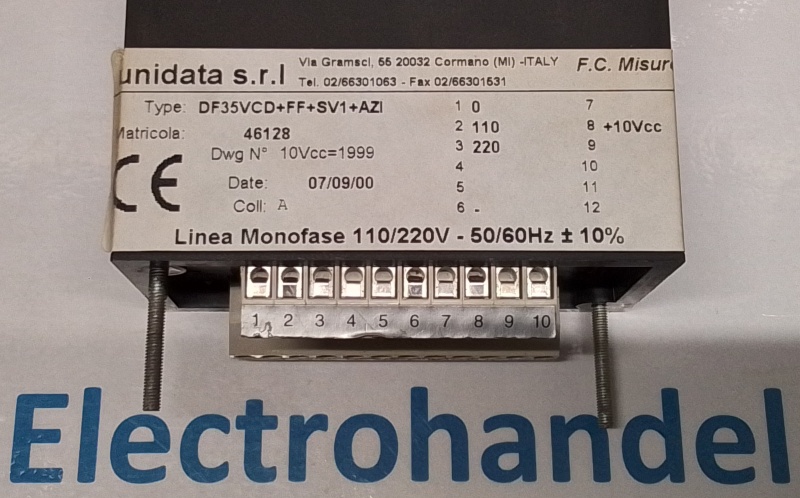 unidata s.r.l Via Gramsci, 55 20032 Cormano (MI) -ITALY F.C. Misure
Tel. 02/66301063 - Fax 02/66301631
Type: DF35VCD+FF+SV1+AZI
Matricola: 46128
Dwg N° 10Vcc=1999
CE
Date: 07/09/00
Coll: A
1 0
2 110
3 220
4
5
6 -
7
8 +10Vcc
9
10
11
12
Linea Monofase 110/220V - 50/60Hz ± 10%
1 2 3 4 5 6 7 8 9 10
Electrohandel